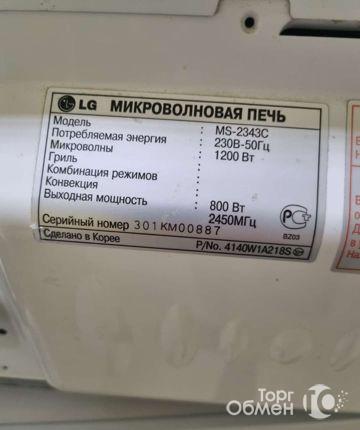 LG МИКРОВОЛНОВАЯ ПЕЧЬ
Модель : MS-2343C
Потребляемая энергия : 230В-50Гц
Микроволны : 1200 Вт
Гриль :
Комбинация режимов :
Конвекция :
Выходная мощность : 800 Вт
2450МГц
Серийный номер 301KM00887
Сделано в Корее
P/No. 4140W1A218S
PC
BZ03
Торг
Обмен